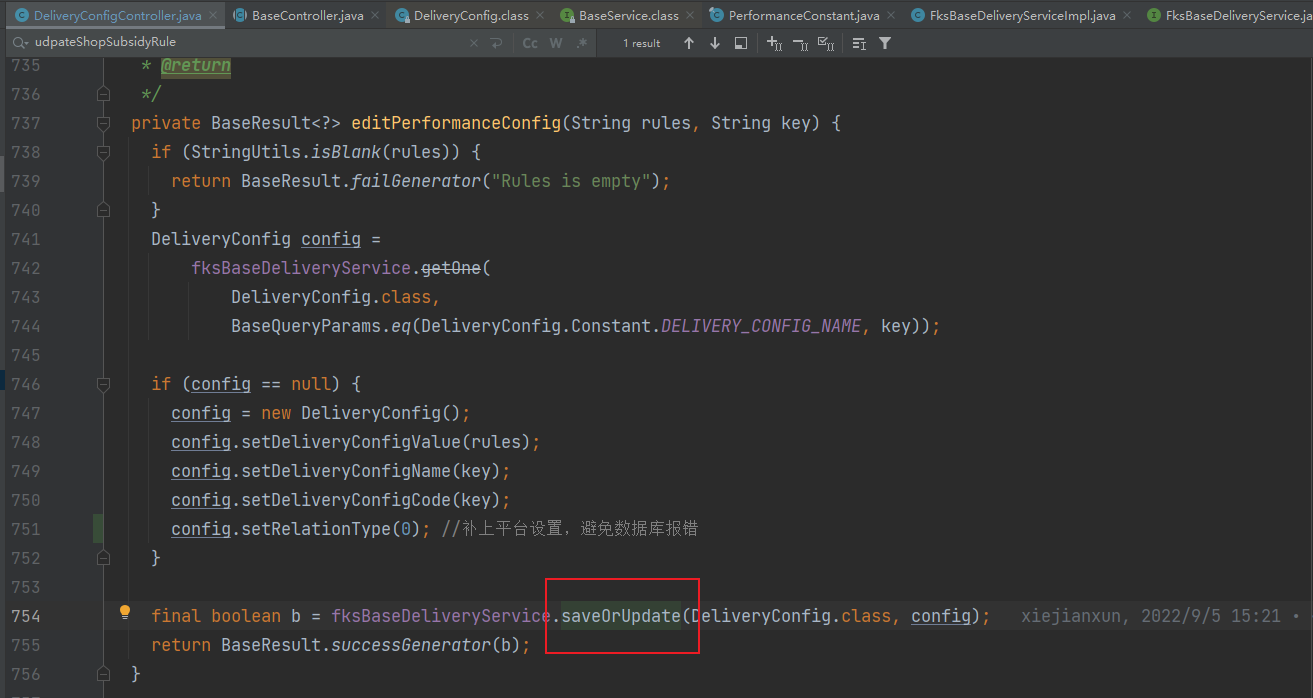 DeliveryConfigController.java BaseController.java DeliveryConfig.class BaseService.class PerformanceConstant.java FksBaseDeliveryServiceImpl.java FksBaseDeliveryService.ja
udpateShopSubsidyRule Cc W .* 1 result
735 * @return
736 */
737 private BaseResult<?> editPerformanceConfig(String rules, String key) {
738 if (StringUtils.isBlank(rules)) {
739 return BaseResult.failGenerator("Rules is empty");
740 }
741 DeliveryConfig config =
742 fksBaseDeliveryService.getOne(
743 DeliveryConfig.class,
744 BaseQueryParams.eq(DeliveryConfig.Constant.DELIVERY_CONFIG_NAME, key));
745
746 if (config == null) {
747 config = new DeliveryConfig();
748 config.setDeliveryConfigValue(rules);
749 config.setDeliveryConfigName(key);
750 config.setDeliveryConfigCode(key);
751 config.setRelationType(0); //补上平台设置，避免数据库报错
752 }
753
754 final boolean b = fksBaseDeliveryService.saveOrUpdate(DeliveryConfig.class, config); xiejianxun, 2022/9/5 15:21 •
755 return BaseResult.successGenerator(b);
756 }